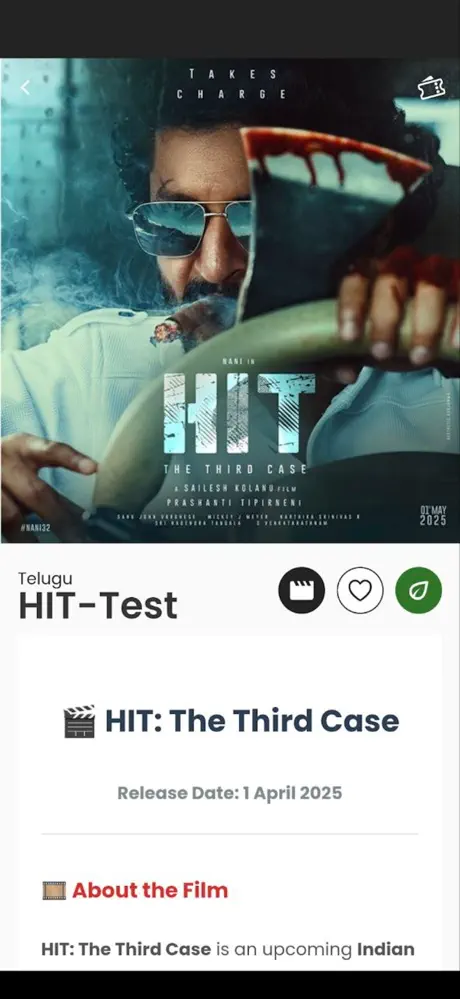 TAKES
CHARGE
NANI IN
HIT
THE THIRD CASE
A SAILESH KOLANU FILM
PRASHANTI TIPIRNENI
SANU JOHN VARGHESE MICKEY J MEYER KARTHIKA SRINIVAS R
SRI NAGENDRA TANGALA S VENKATARATHNAM
#NANI32
01 MAY
2025
Telugu
HIT-Test
HIT: The Third Case
Release Date: 1 April 2025
About the Film
HIT: The Third Case is an upcoming Indian